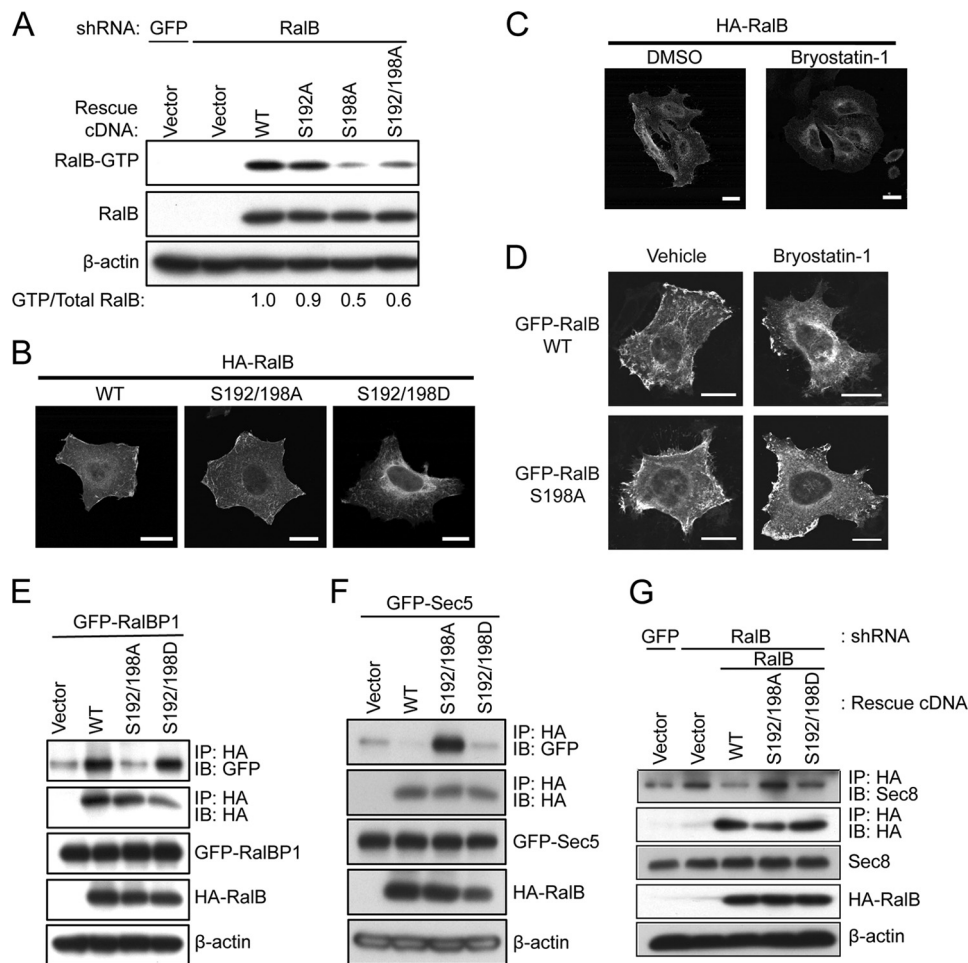 A
shRNA: GFP RalB
Rescue cDNA: Vector Vector WT S192A S198A S192/198A
RalB-GTP
RalB
β-actin
GTP/Total RalB: 1.0 0.9 0.5 0.6
B
HA-RalB
WT S192/198A S192/198D
C
HA-RalB
DMSO Bryostatin-1
D
Vehicle Bryostatin-1
GFP-RalB
WT
GFP-RalB
S198A
E
GFP-RalBP1
Vector WT S192/198A S192/198D
IP: HA
IB: GFP
IP: HA
IB: HA
GFP-RalBP1
HA-RalB
β-actin
F
GFP-Sec5
Vector WT S192/198A S192/198D
IP: HA
IB: GFP
IP: HA
IB: HA
GFP-Sec5
HA-RalB
β-actin
G
GFP RalB : shRNA
RalB
Vector Vector WT S192/198A S192/198D : Rescue cDNA
IP: HA
IB: Sec8
IP: HA
IB: HA
Sec8
HA-RalB
β-actin